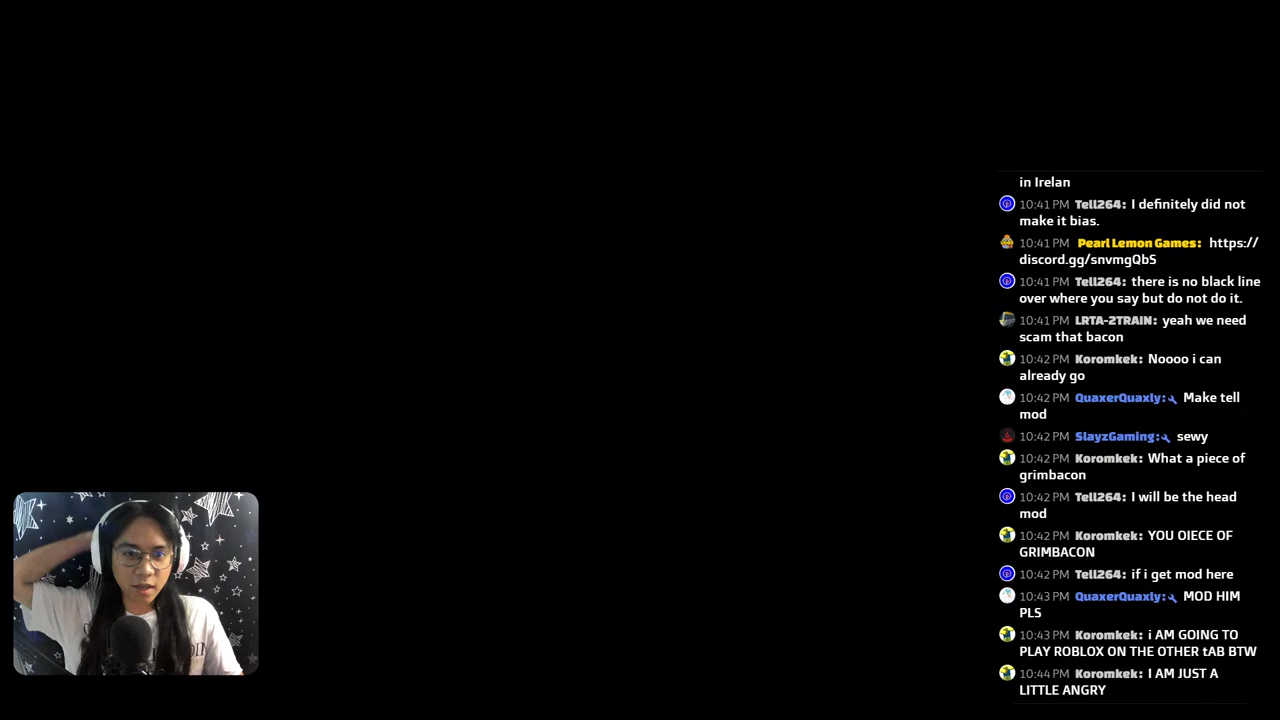 in Irelan
10:41 PM Tell264: I definitely did not
make it bias.
10:41 PM Pearl Lemon Games: https://
discord.gg/snvmgQbS
10:41 PM Tell264: there is no black line
over where you say but do not do it.
10:41 PM LRTA-2TRAIN: yeah we need
scam that bacon
10:42 PM Koromkek: Noooo i can
already go
10:42 PM QuaxerQuaxly: Make tell
mod
10:42 PM SlayzGaming: sewy
10:42 PM Koromkek: What a piece of
grimbacon
10:42 PM Tell264: I will be the head
mod
10:42 PM Koromkek: YOU OIECE OF
GRIMBACON
10:42 PM Tell264: if i get mod here
10:43 PM QuaxerQuaxly: MOD HIM
PLS
10:43 PM Koromkek: i AM GOING TO
PLAY ROBLOX ON THE OTHER tAB BTW
10:44 PM Koromkek: I AM JUST A
LITTLE ANGRY